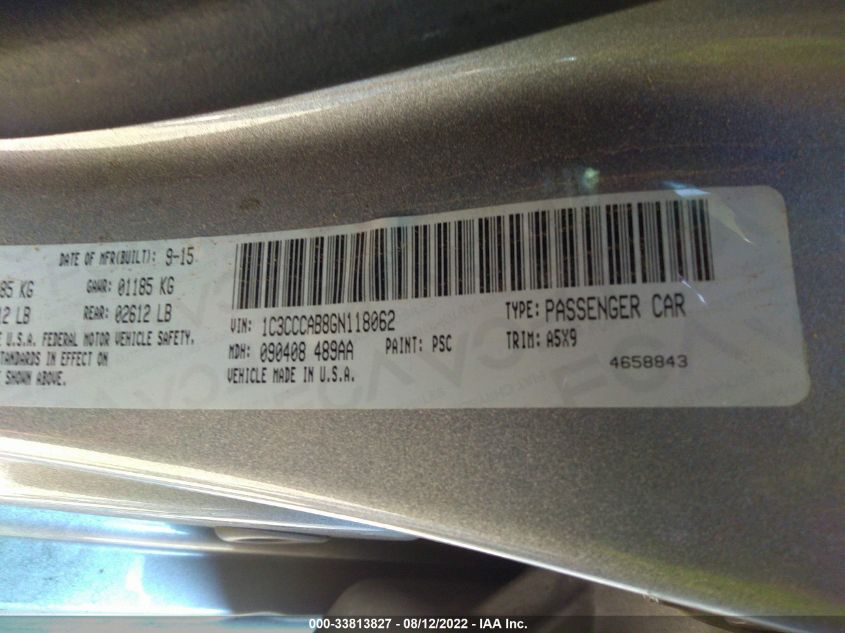 DATE OF MFR(BUILT): 9-15
85 KG GAWR: 01185 KG
12 LB REAR: 02612 LB
U.S.A. FEDERAL MOTOR VEHICLE SAFETY.
STANDARDS IN EFFECT ON
SHOWN ABOVE.
VIN: 1C3CCCAB8GN118062
TYPE: PASSENGER CAR
MDH: 090408 489AA PAINT: PSC
TRIM: A5X9
VEHICLE MADE IN U.S.A.
4658843
000-33813827 - 08/12/2022 - IAA Inc.